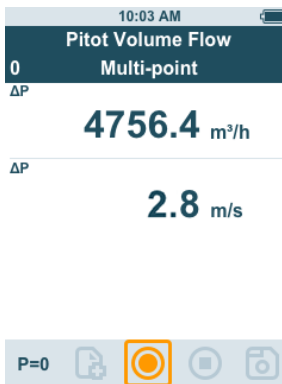 10:03 AM
Pitot Volume Flow
0 Multi-point
ΔP
4756.4 m³/h
ΔP
2.8 m/s
P=0